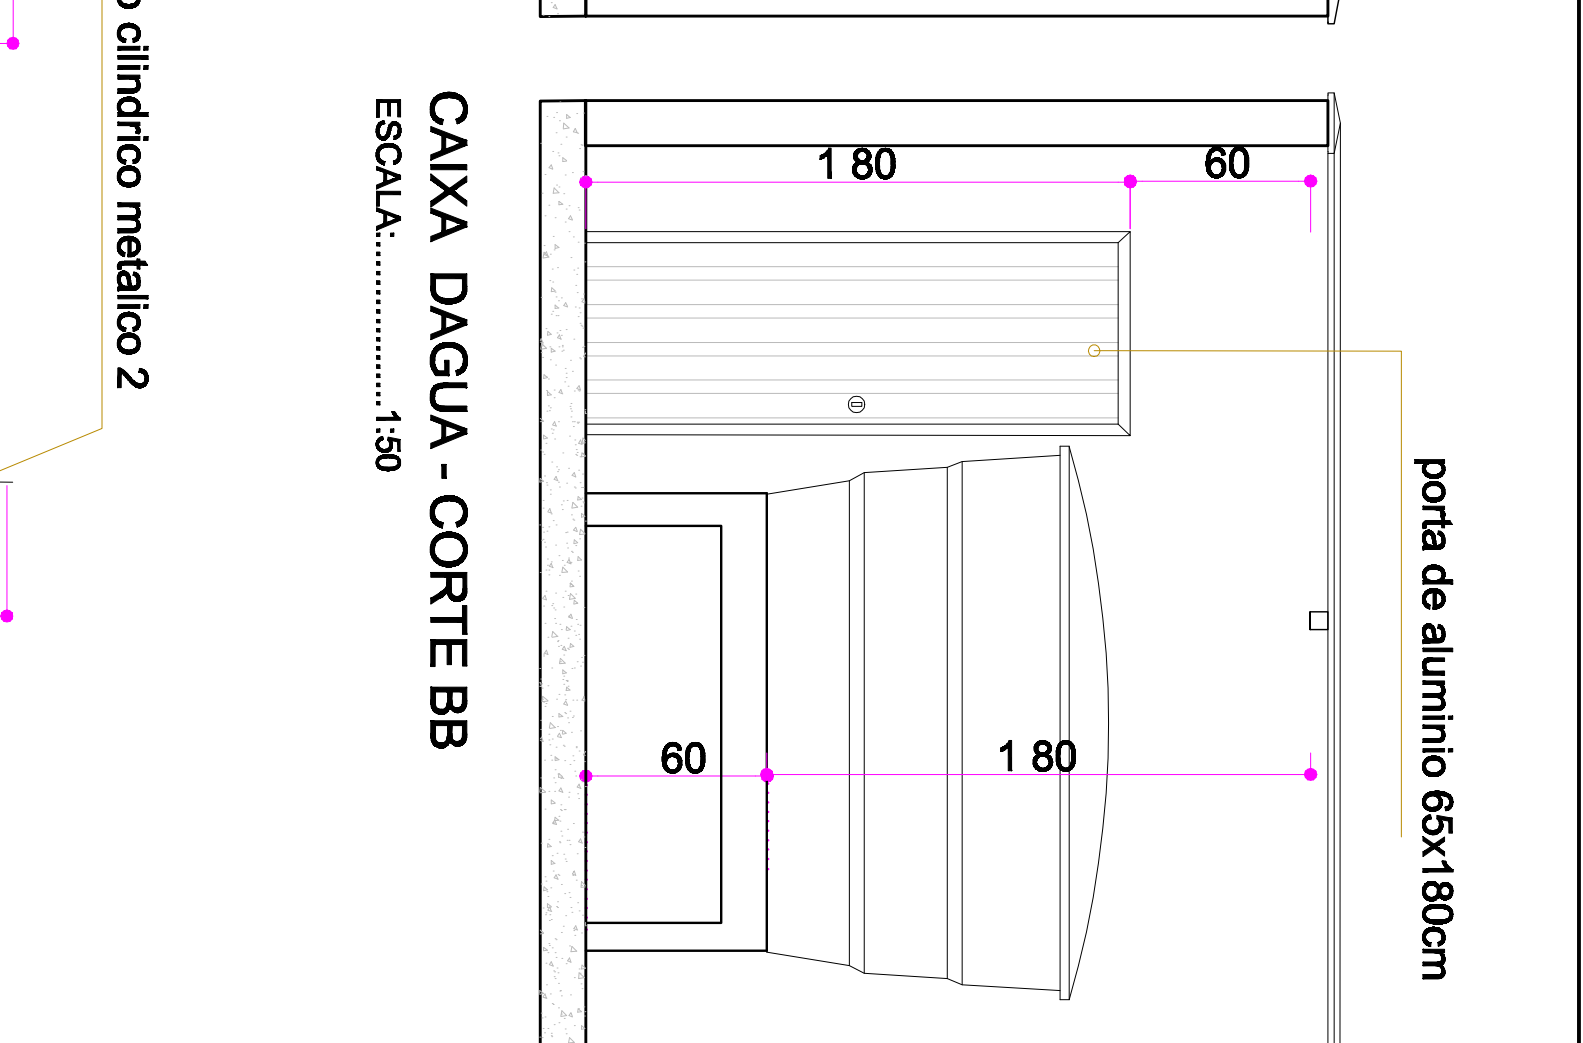 porta de aluminio 65x180cm
1 80
60
60
1 80
CAIXA DAGUA - CORTE BB
ESCALA:..................1:50
cilindrico metalico 2